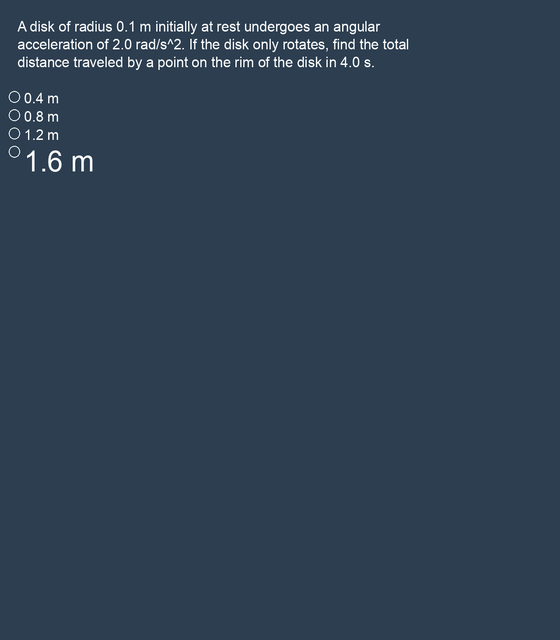 A disk of radius 0.1 m initially at rest undergoes an angular
acceleration of 2.0 rad/s^2. If the disk only rotates, find the total
distance traveled by a point on the rim of the disk in 4.0 s.
0.4 m
0.8 m
1.2 m
1.6 m